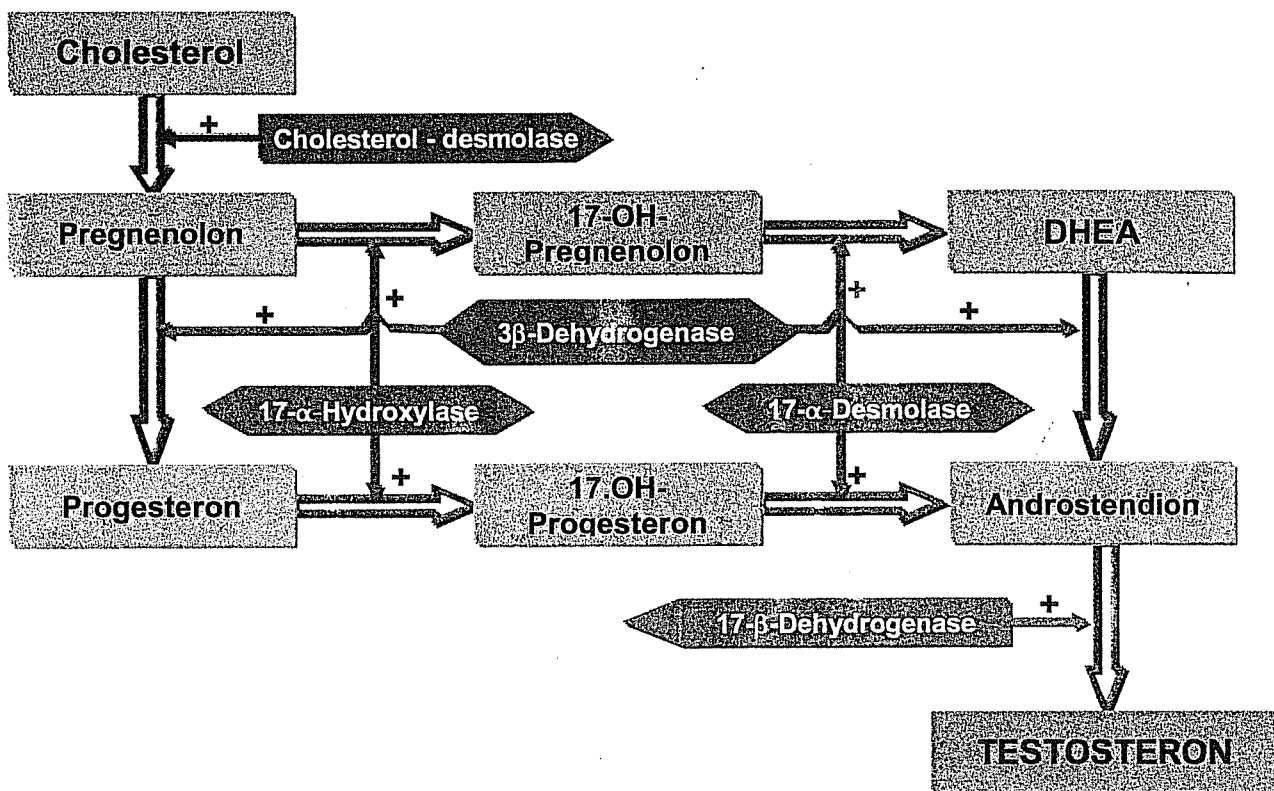 Cholesterol
+
Cholesterol - desmolase
Pregnenolon
17-OH-
Pregnenolon
DHEA
+
+
+
+
3β-Dehydrogenase
17-α-Hydroxylase
17-α-Desmolase
+
+
Progesteron
17.OH-
Progesteron
Androstendion
17-β-Dehydrogenase
+
TESTOSTERON